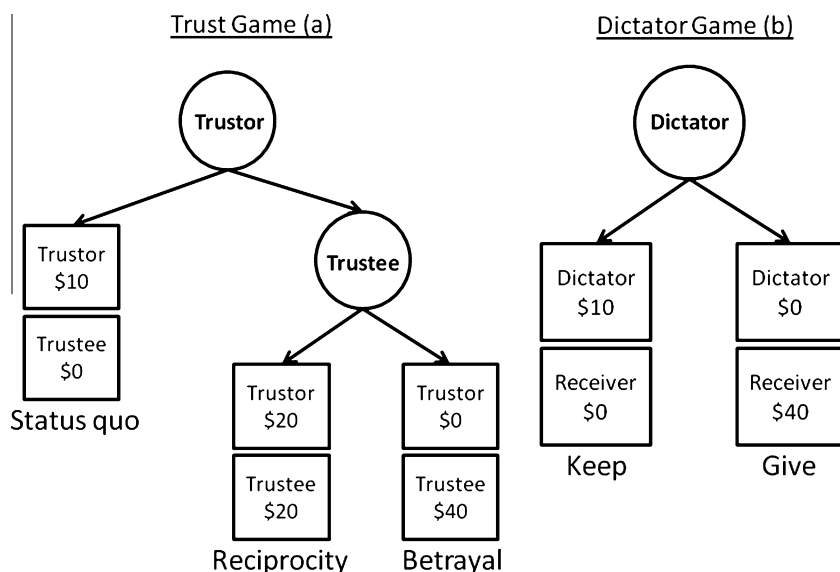 Trust Game (a)
Trustor
Trustor
$10
Trustee
$0
Status quo
Trustee
Trustor
$20
Trustee
$20
Reciprocity
Trustor
$0
Trustee
$40
Betrayal
Dictator Game (b)
Dictator
Dictator
$10
Receiver
$0
Keep
Dictator
$0
Receiver
$40
Give